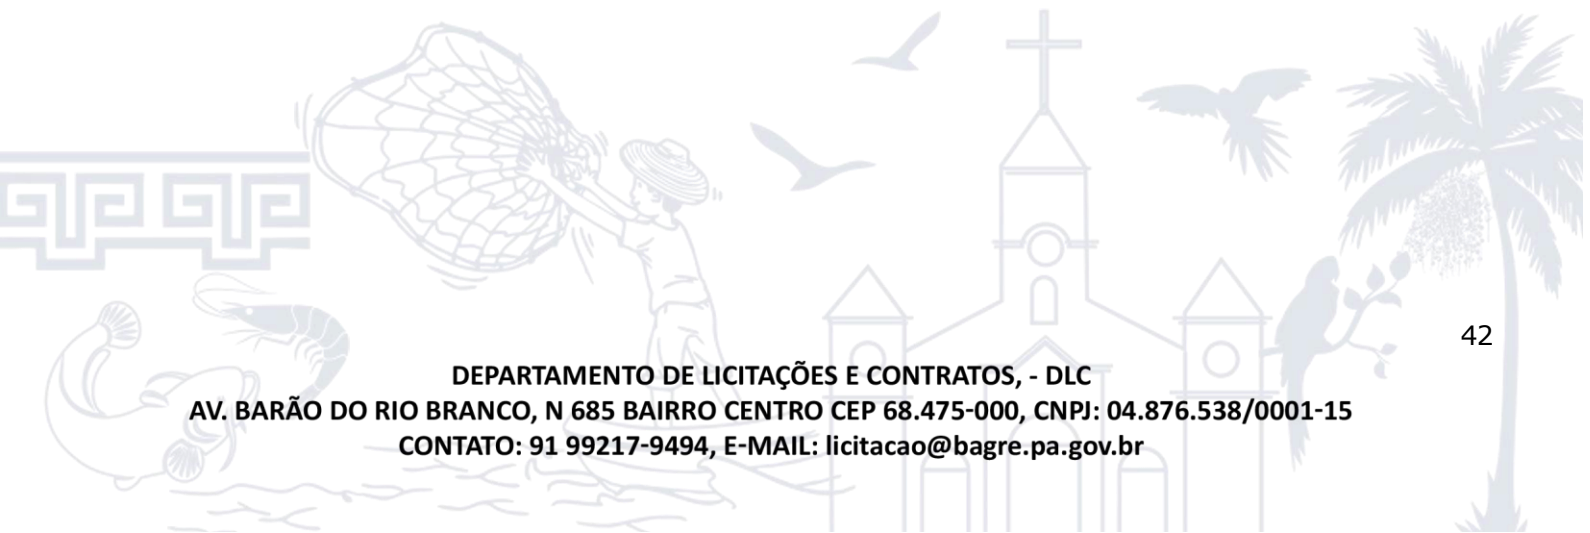 42
DEPARTAMENTO DE LICITAÇÕES E CONTRATOS, - DLC
AV. BARÃO DO RIO BRANCO, N 685 BAIRRO CENTRO CEP 68.475-000, CNPJ: 04.876.538/0001-15
CONTATO: 91 99217-9494, E-MAIL: licitacao@bagre.pa.gov.br